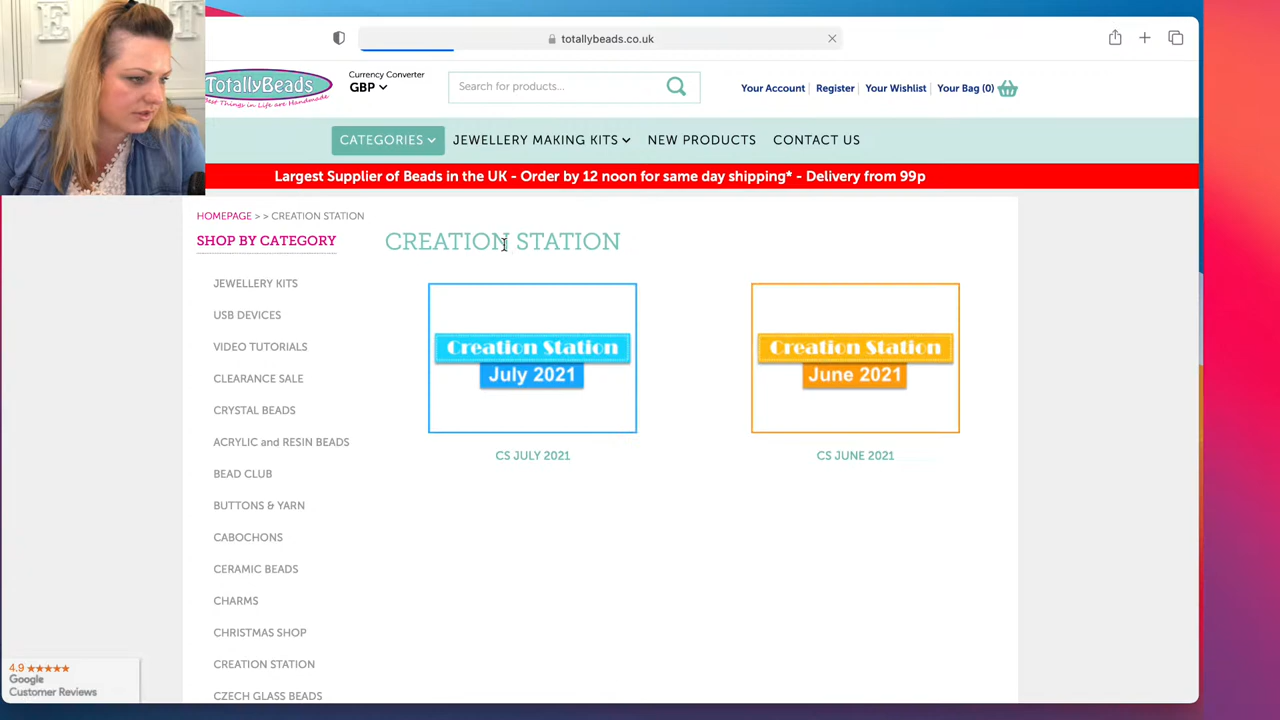 E T
totallybeads.co.uk
TotallyBeads
Best Things in Life are Handmade
Currency Converter
GBP
Search for products...
Your Account
Register
Your Wishlist
Your Bag (0)
CATEGORIES
JEWELLERY MAKING KITS
NEW PRODUCTS
CONTACT US
Largest Supplier of Beads in the UK - Order by 12 noon for same day shipping* - Delivery from 99p
HOMEPAGE > > CREATION STATION
SHOP BY CATEGORY
JEWELLERY KITS
USB DEVICES
VIDEO TUTORIALS
CLEARANCE SALE
CRYSTAL BEADS
ACRYLIC and RESIN BEADS
BEAD CLUB
BUTTONS & YARN
CABOCHONS
CERAMIC BEADS
CHARMS
CHRISTMAS SHOP
CREATION STATION
CZECH GLASS BEADS
CREATION STATION
Creation Station
July 2021
CS JULY 2021
Creation Station
June 2021
CS JUNE 2021
4.9
Google
Customer Reviews